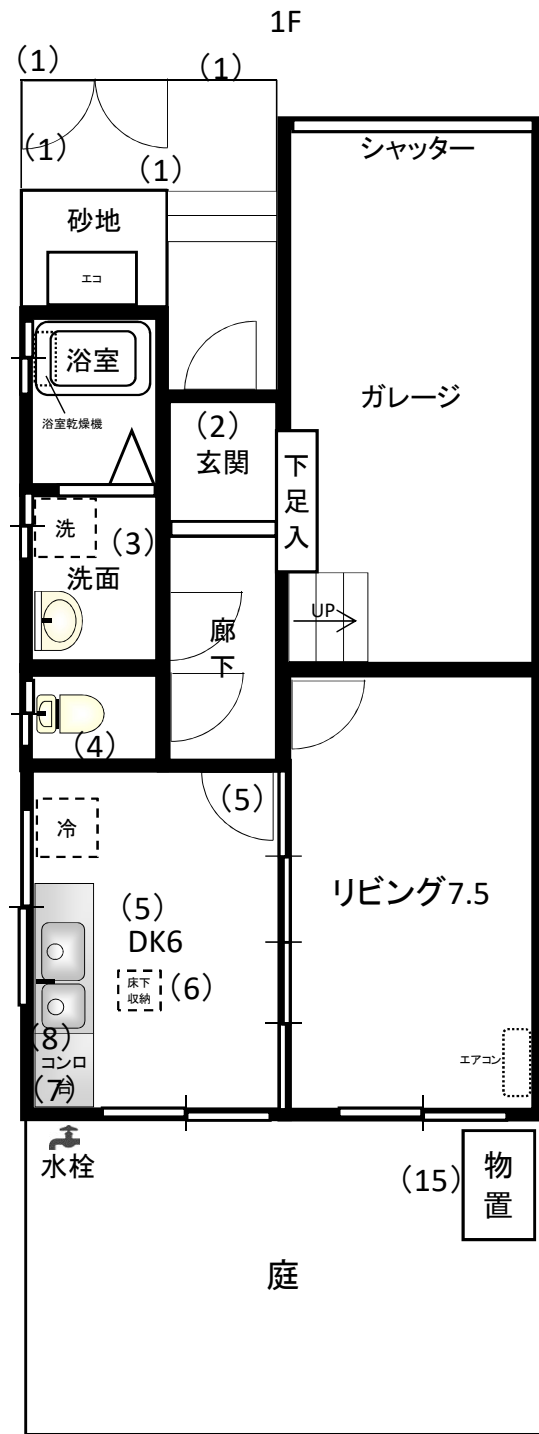 1F
(1)
(1)
シャッター
(1)
(1)
砂地
エコ
浴室
浴室乾燥機
ガレージ
(2)
玄関
下
足
入
洗
(3)
洗面
廊
下
UP
(4)
(5)
冷
(5)
DK6
リビング7.5
床下
収納
(6)
(8)
コンロ
台
(7)
エアコン
水栓
(15)
物
置
庭